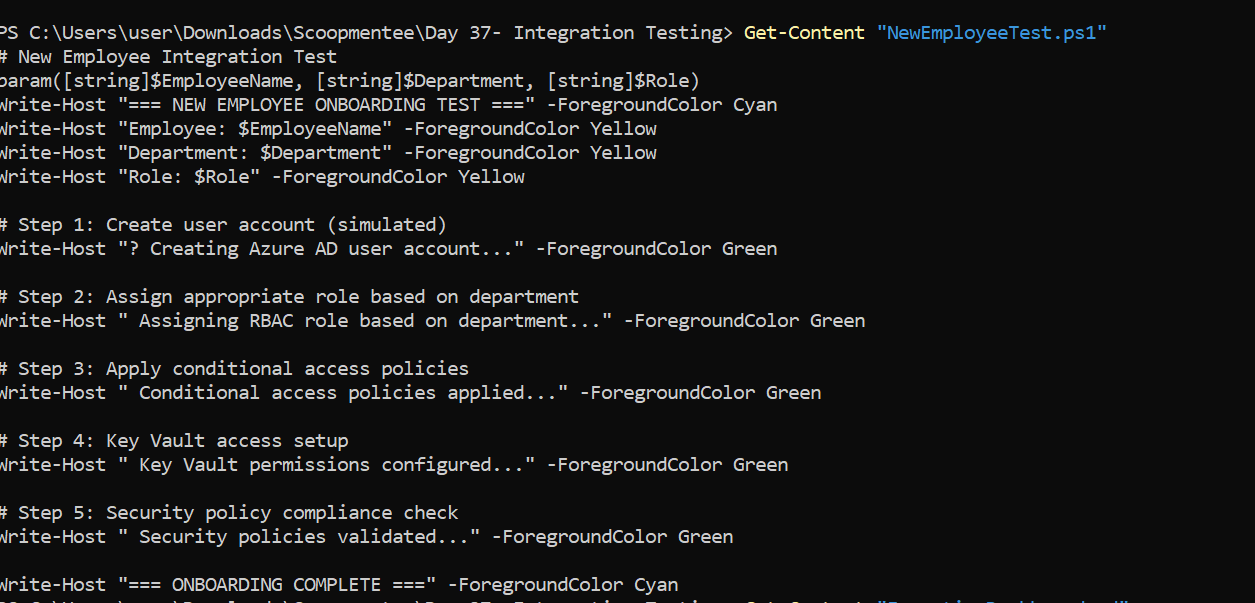 PS C:\Users\user\Downloads\Scoopmentee\Day 37- Integration Testing> Get-Content "NewEmployeeTest.ps1"
# New Employee Integration Test
param([string]$EmployeeName, [string]$Department, [string]$Role)
Write-Host "=== NEW EMPLOYEE ONBOARDING TEST ===" -ForegroundColor Cyan
Write-Host "Employee: $EmployeeName" -ForegroundColor Yellow
Write-Host "Department: $Department" -ForegroundColor Yellow
Write-Host "Role: $Role" -ForegroundColor Yellow
# Step 1: Create user account (simulated)
Write-Host "? Creating Azure AD user account..." -ForegroundColor Green
# Step 2: Assign appropriate role based on department
Write-Host " Assigning RBAC role based on department..." -ForegroundColor Green
# Step 3: Apply conditional access policies
Write-Host " Conditional access policies applied..." -ForegroundColor Green
# Step 4: Key Vault access setup
Write-Host " Key Vault permissions configured..." -ForegroundColor Green
# Step 5: Security policy compliance check
Write-Host " Security policies validated..." -ForegroundColor Green
Write-Host "=== ONBOARDING COMPLETE ===" -ForegroundColor Cyan